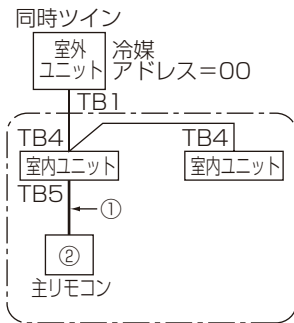 同時ツイン
室外
ユニット
冷媒
アドレス=00
TB1
TB4
TB4
室内ユニット
室内ユニット
TB5
①
②
主リモコン